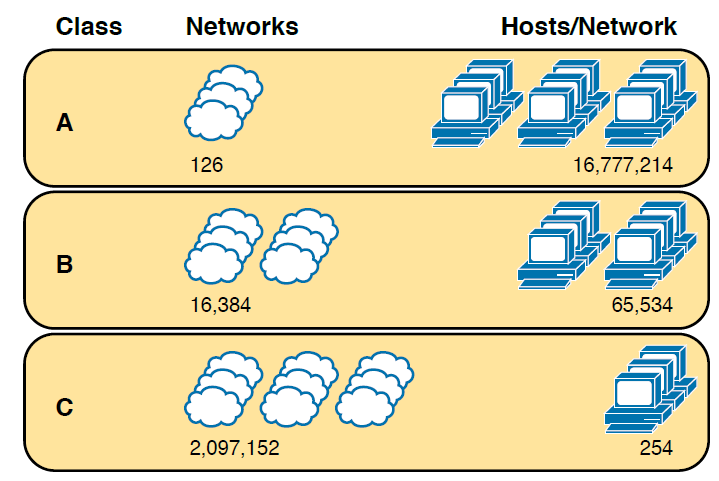 Class Networks Hosts/Network
A
126 16,777,214
B
16,384 65,534
C
2,097,152 254